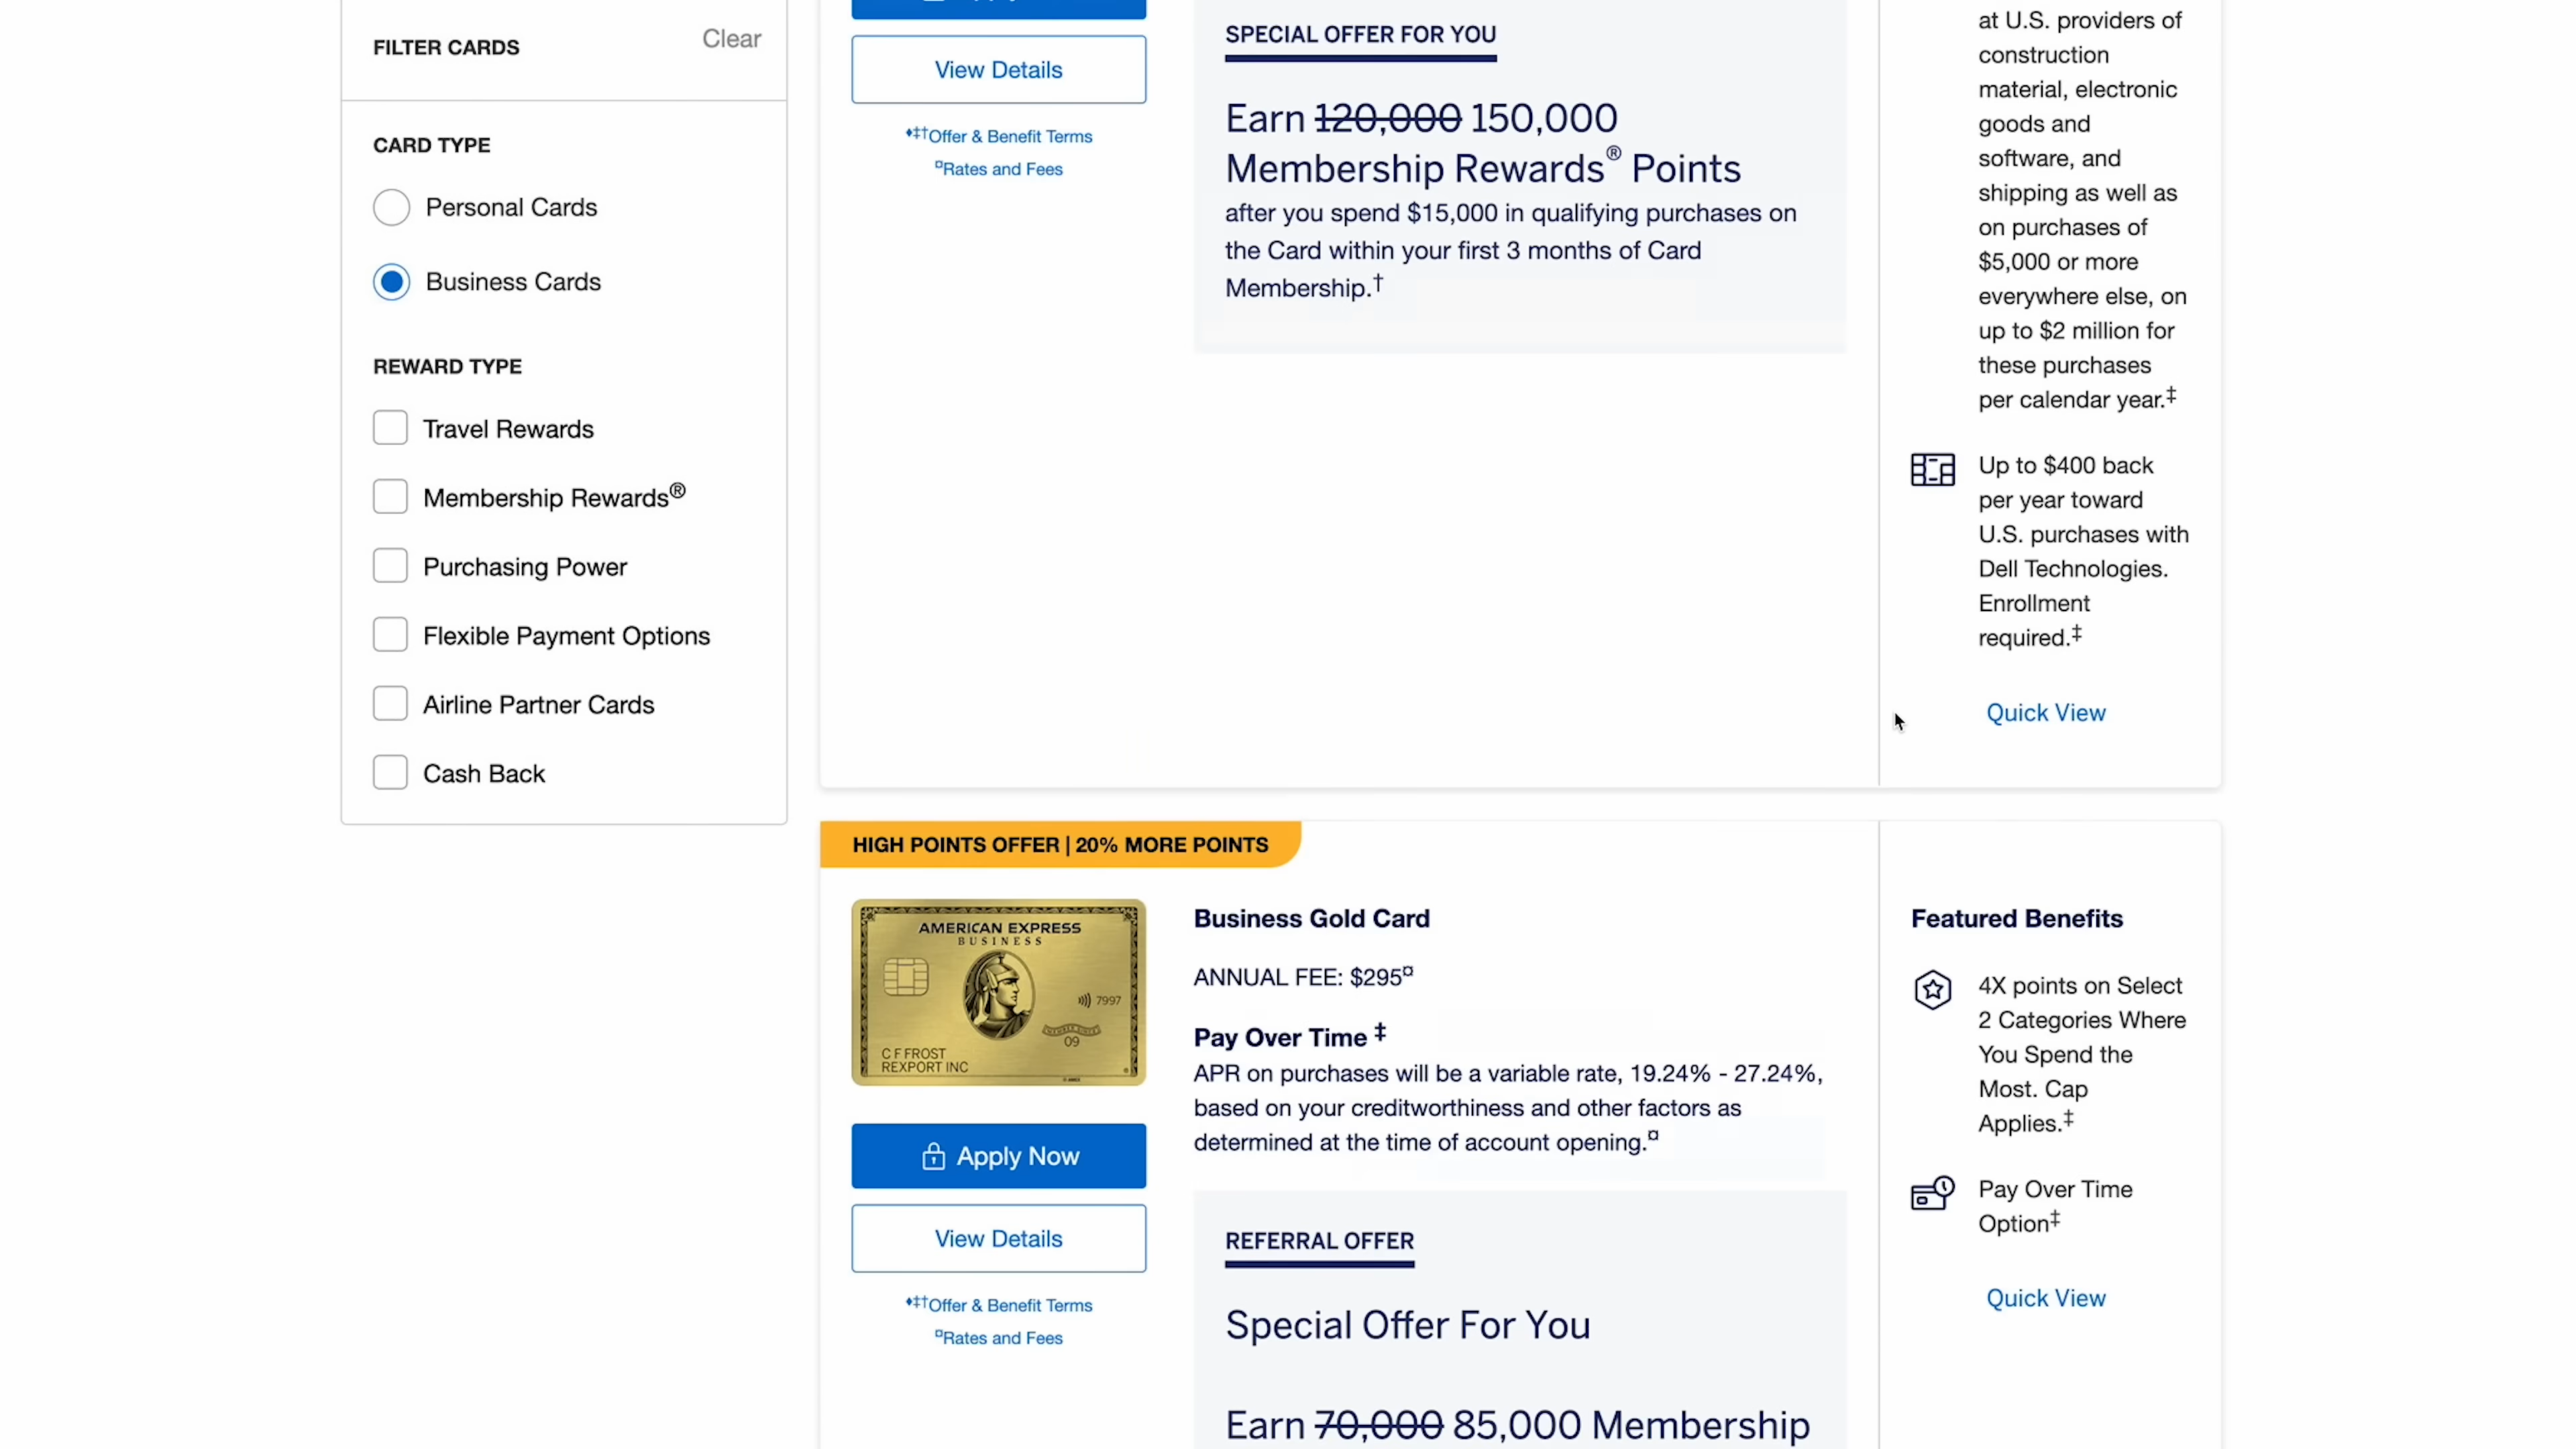 FILTER CARDS
Clear
CARD TYPE
Personal Cards
Business Cards
REWARD TYPE
Travel Rewards
Membership Rewards®
Purchasing Power
Flexible Payment Options
Airline Partner Cards
Cash Back
View Details
♦‡†Offer & Benefit Terms
¤Rates and Fees
SPECIAL OFFER FOR YOU
Earn 120,000 150,000
Membership Rewards® Points
after you spend $15,000 in qualifying purchases on
the Card within your first 3 months of Card
Membership.†
at U.S. providers of
construction
material, electronic
goods and
software, and
shipping as well as
on purchases of
$5,000 or more
everywhere else, on
up to $2 million for
these purchases
per calendar year.‡
Up to $400 back
per year toward
U.S. purchases with
Dell Technologies.
Enrollment
required.‡
Quick View
HIGH POINTS OFFER | 20% MORE POINTS
AMERICAN EXPRESS
BUSINESS
7997
MEMBER SINCE
09
C F FROST
REXPORT INC
Apply Now
View Details
♦‡†Offer & Benefit Terms
¤Rates and Fees
Business Gold Card
ANNUAL FEE: $295¤
Pay Over Time ‡
APR on purchases will be a variable rate, 19.24% - 27.24%,
based on your creditworthiness and other factors as
determined at the time of account opening.¤
REFERRAL OFFER
Special Offer For You
Earn 70,000 85,000 Membership
Featured Benefits
4X points on Select
2 Categories Where
You Spend the
Most. Cap
Applies.‡
Pay Over Time
Option‡
Quick View